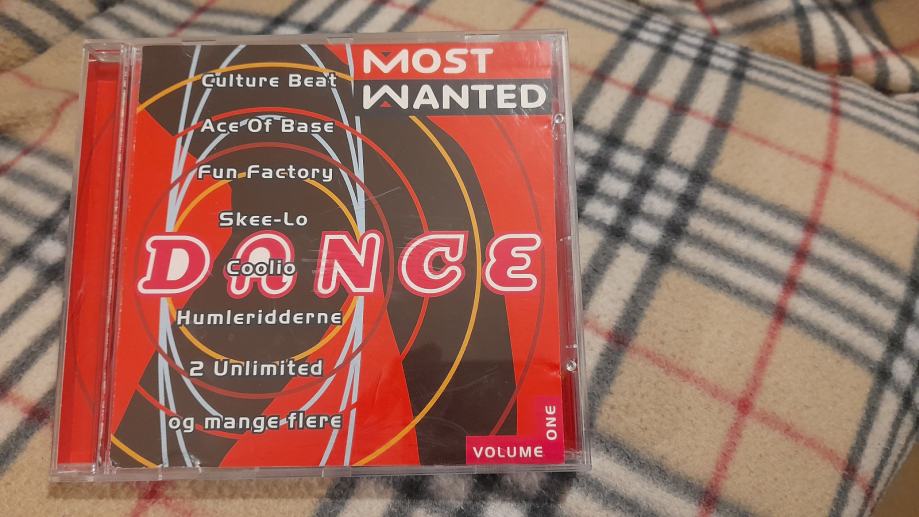 MOST
WANTED
Culture Beat
Ace Of Base
Fun Factory
Skee-Lo
DANCE
Coolio
Humleridderne
2 Unlimited
og mange flere
VOLUME ONE